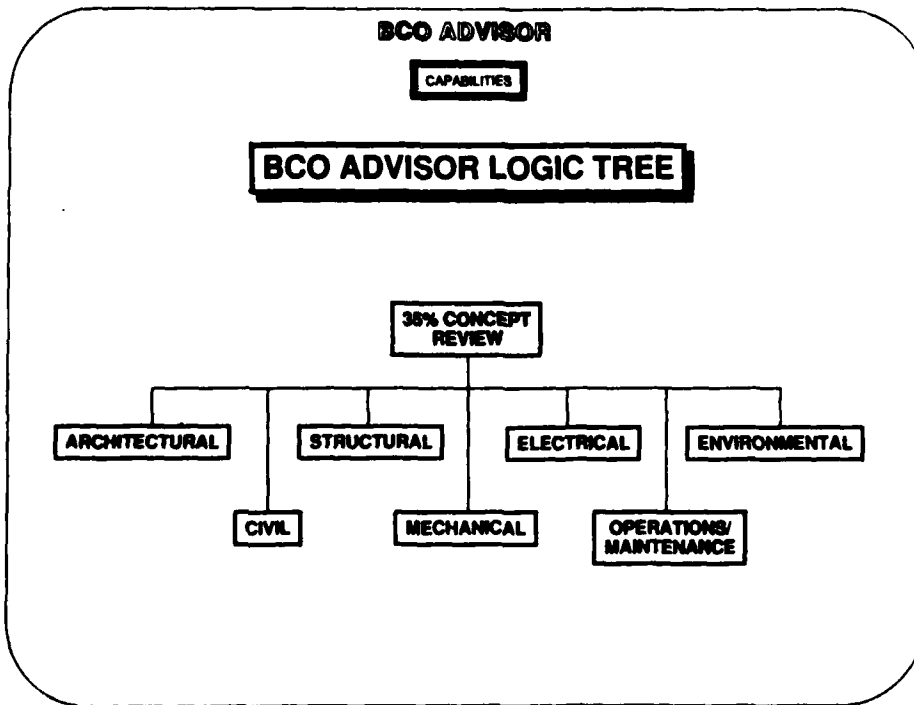 BCO ADVISOR
CAPABILITIES
BCO ADVISOR LOGIC TREE
35% CONCEPT
REVIEW
ARCHITECTURAL
STRUCTURAL
ELECTRICAL
ENVIRONMENTAL
CIVIL
MECHANICAL
OPERATIONS/
MAINTENANCE